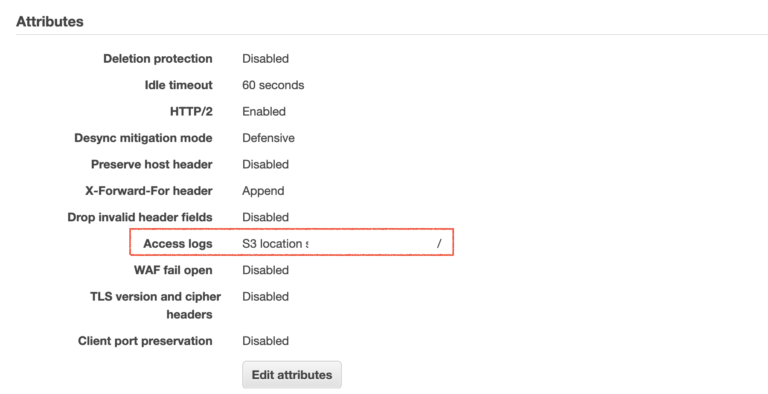 Attributes
Deletion protection Disabled
Idle timeout 60 seconds
HTTP/2 Enabled
Desync mitigation mode Defensive
Preserve host header Disabled
X-Forward-For header Append
Drop invalid header fields Disabled
Access logs S3 location /
WAF fail open Disabled
TLS version and cipher Disabled
headers
Client port preservation Disabled
Edit attributes